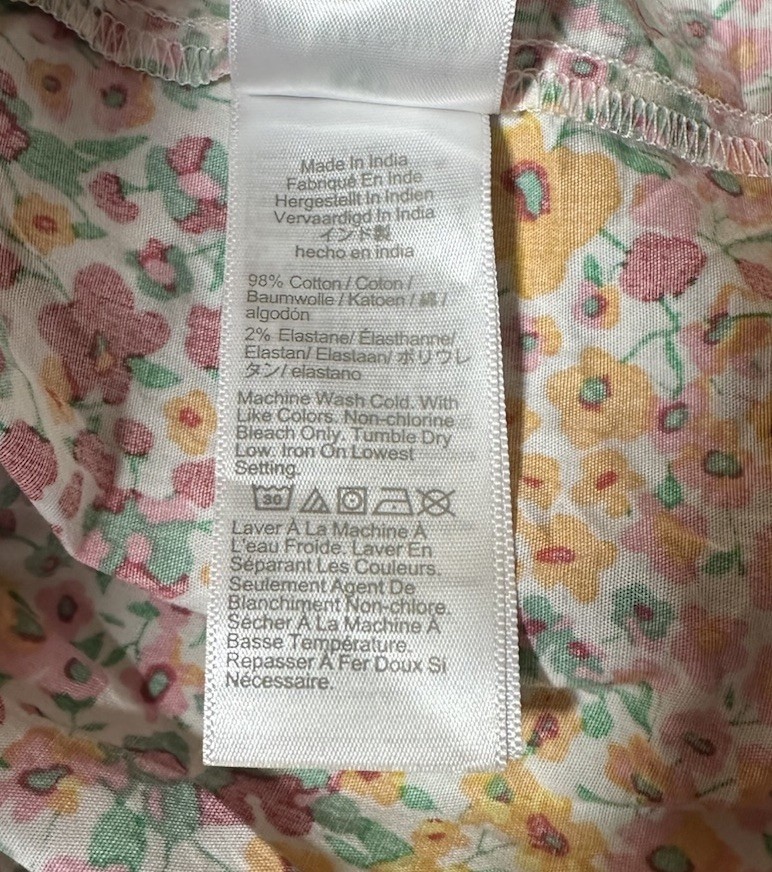 Made In India
Fabriqué En Inde
Hergestellt In Indien
Vervaardigd In India
インド製
hecho en india
98% Cotton / Coton /
Baumwolle / Katoen / 綿 /
algodón
2% Elastane/ Élasthanne/
Elastan/ Elastaan/ ポリウレ
タン/ elastano
Machine Wash Cold. With
Like Colors. Non-chlorine
Bleach Only. Tumble Dry
Low. Iron On Lowest
Setting.
30
Laver À La Machine À
L'eau Froide. Laver En
Séparant Les Couleurs.
Seulement Agent De
Blanchiment Non-chlore.
Sécher À La Machine À
Basse Température.
Repasser À Fer Doux Si
Nécessaire.